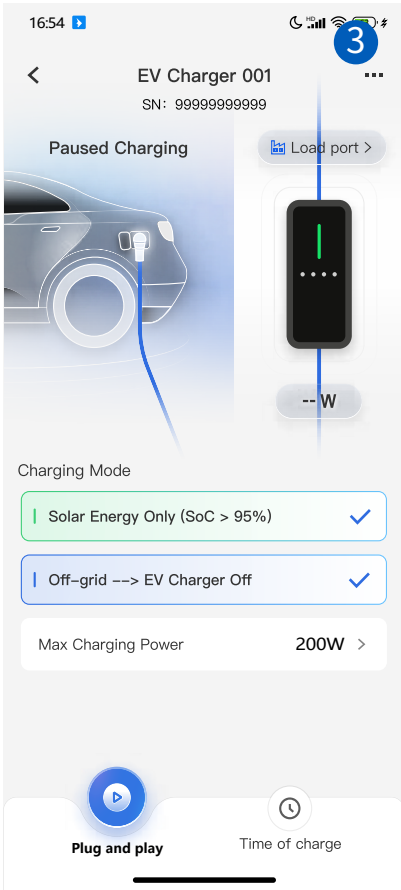 16:54
HD
3
EV Charger 001
SN: 99999999999
Paused Charging
Load port
--W
Charging Mode
Solar Energy Only (SoC > 95%)
Off-grid --> EV Charger Off
Max Charging Power 200W
Plug and play
Time of charge